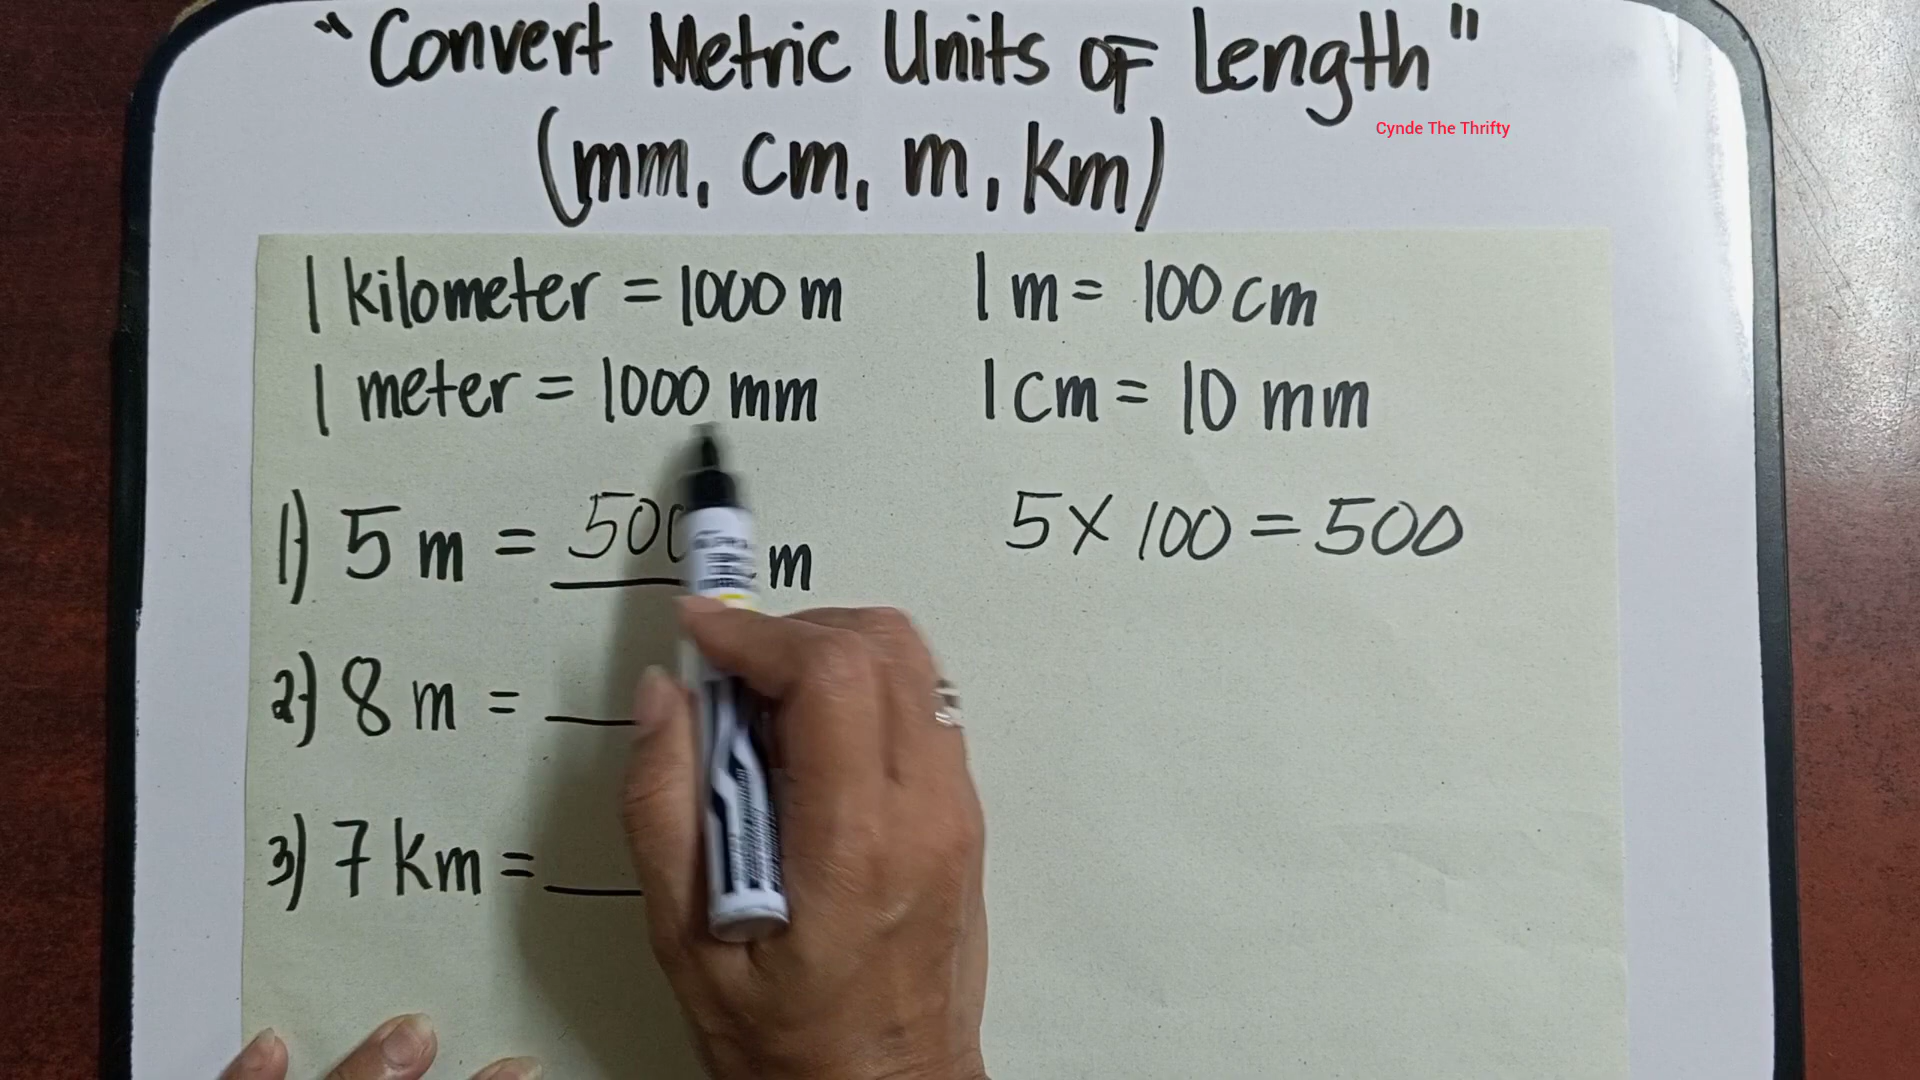 "Convert Metric Units OF Length"
Cynde The Thrifty
(mm, cm, m, km)
1 kilometer = 1000 m
1 m = 100 cm
1 meter = 1000 mm
1 cm = 10 mm
1) 5 m = 500 m
5 x 100 = 500
2) 8 m =
3) 7 km =